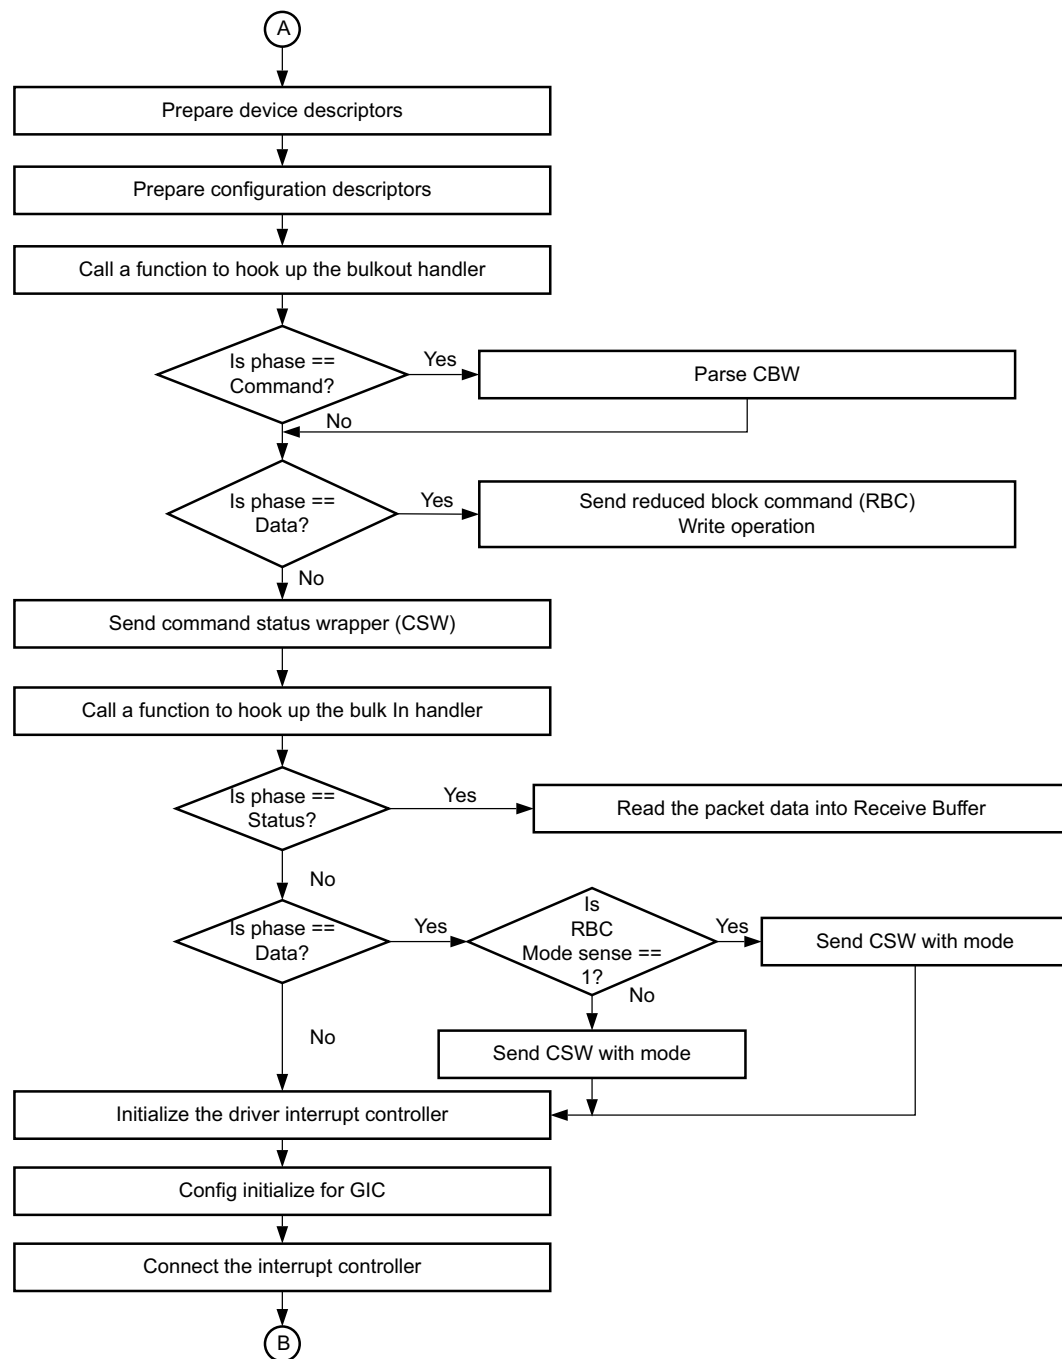 A
Prepare device descriptors
Prepare configuration descriptors
Call a function to hook up the bulkout handler
Is phase ==
Command?
Yes
Parse CBW
No
Is phase ==
Data?
Yes
Send reduced block command (RBC)
Write operation
No
Send command status wrapper (CSW)
Call a function to hook up the bulk In handler
Is phase ==
Status?
Yes
Read the packet data into Receive Buffer
No
Is phase ==
Data?
Yes
Is
RBC
Mode sense ==
1?
Yes
Send CSW with mode
No
No
Send CSW with mode
Initialize the driver interrupt controller
Config initialize for GIC
Connect the interrupt controller
B